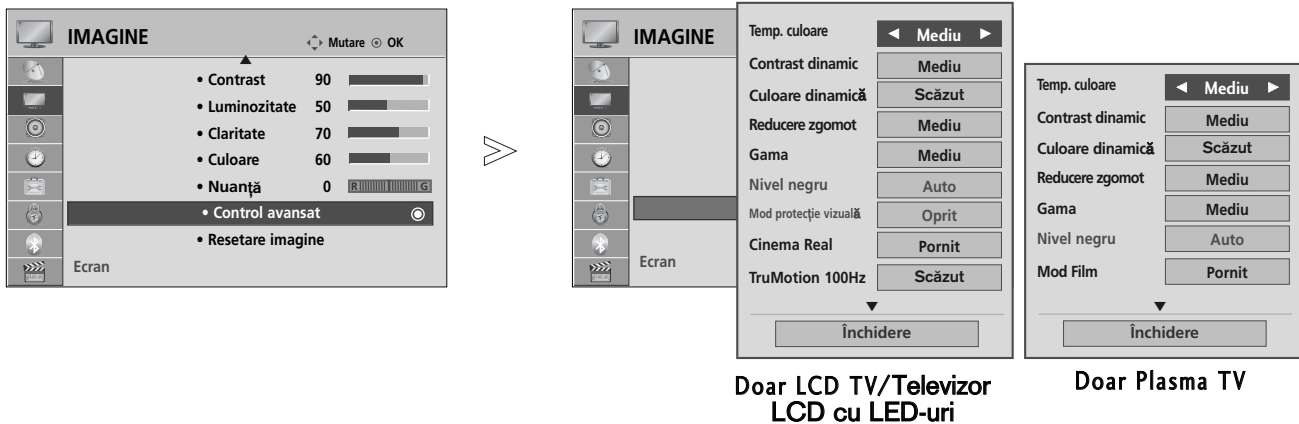 IMAGINE
Mutare OK
• Contrast 90
• Luminozitate 50
• Claritate 70
• Culoare 60
• Nuanță 0 R G
• Control avansat
• Resetare imagine
Ecran
>
IMAGINE
Ecran
Temp. culoare ◄ Mediu ►
Contrast dinamic Mediu
Culoare dinamică Scăzut
Reducere zgomot Mediu
Gama Mediu
Nivel negru Auto
Mod protecție vizuală Oprit
Cinema Real Pornit
TruMotion 100Hz Scăzut
▼
Închidere
Doar LCD TV/Televizor
LCD cu LED-uri
Temp. culoare ◄ Mediu ►
Contrast dinamic Mediu
Culoare dinamică Scăzut
Reducere zgomot Mediu
Gama Mediu
Nivel negru Auto
Mod Film Pornit
▼
Închidere
Doar Plasma TV